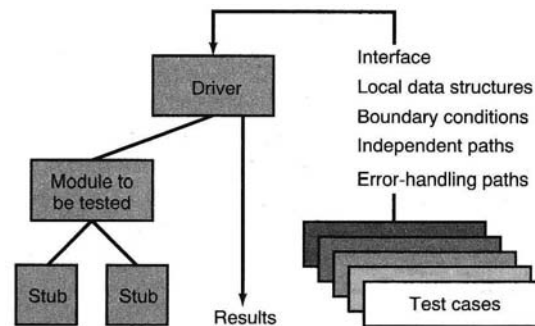 Driver
Interface
Local data structures
Boundary conditions
Independent paths
Error-handling paths
Module to
be tested
Stub
Stub
Results
Test cases